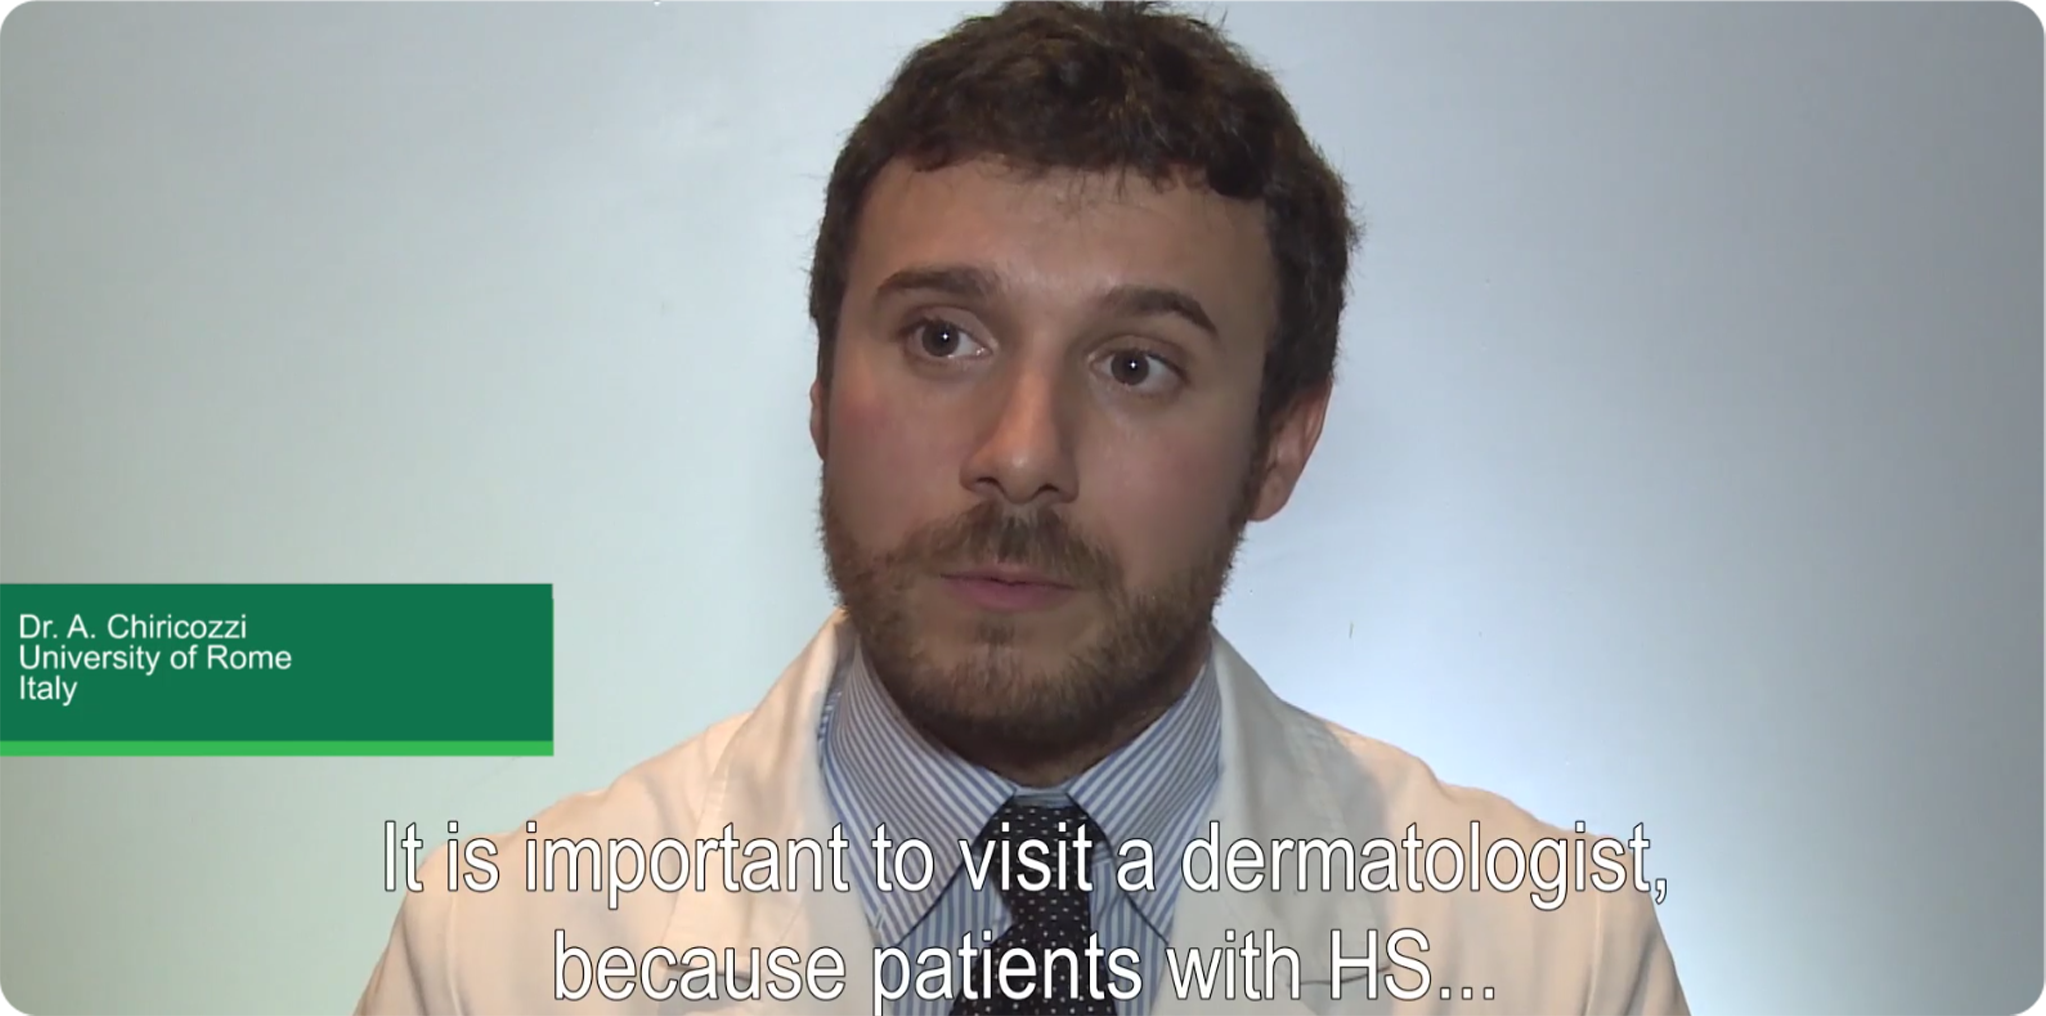 Dr. A. Chiricozzi
University of Rome
Italy
It is important to visit a dermatologist,
because patients with HS...